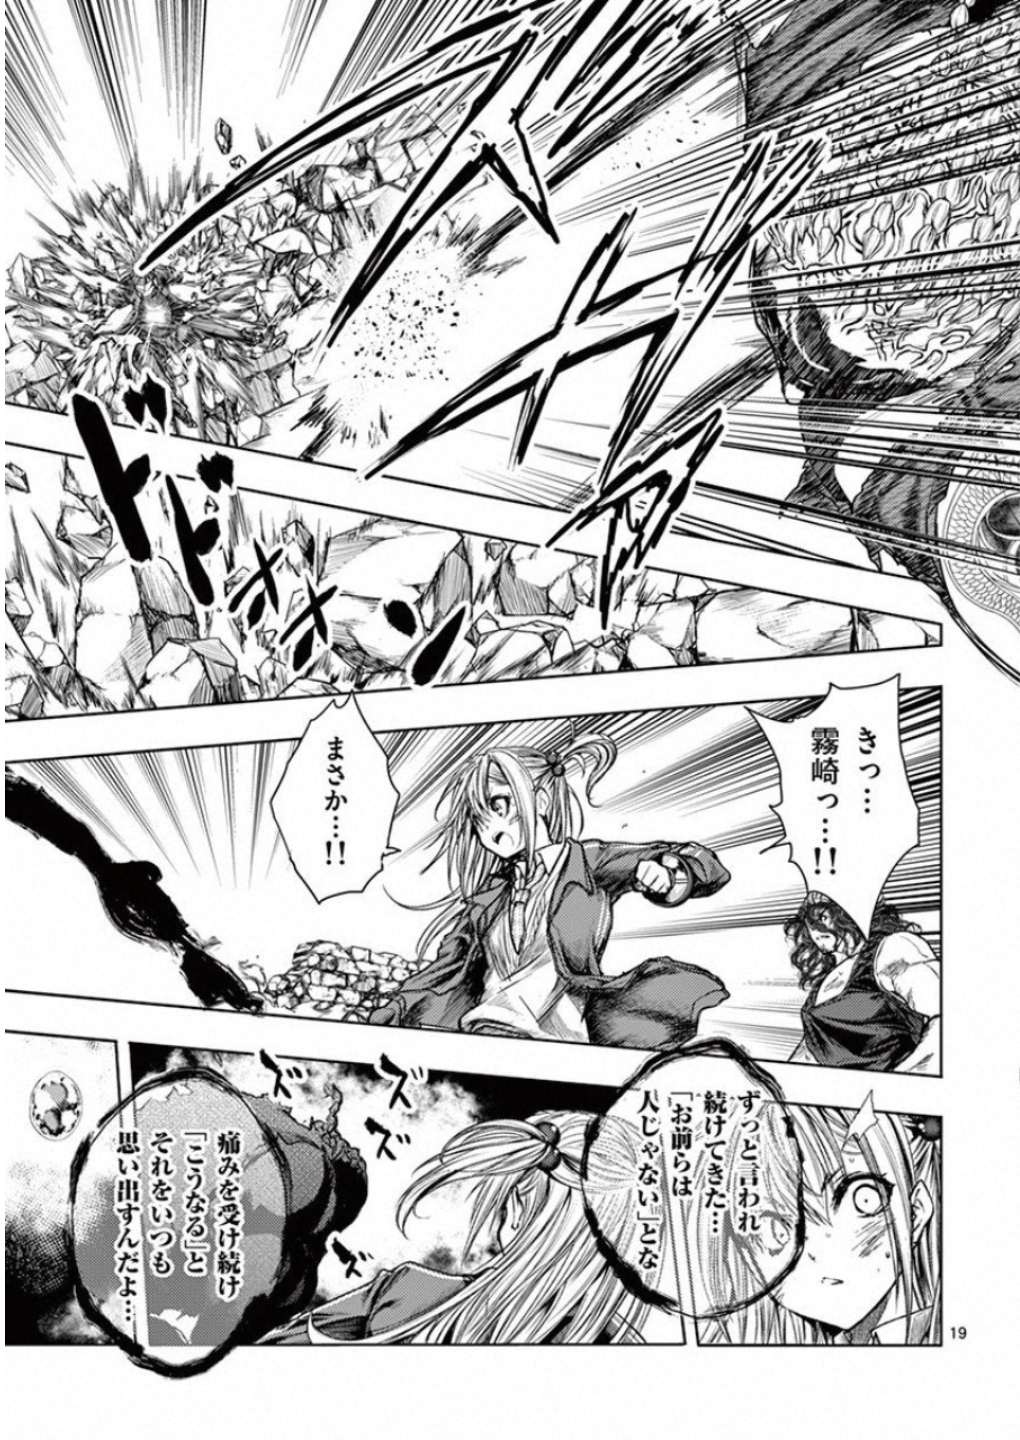 ズガッ
ドドドォォン
きっ…
霧崎っ…!!
まさか…!!
ずっと言われ
続けてきた…
「お前らは
人じゃない」とな
ズ
ズ
ズ
痛みを受け続け
「こうなる」と
それをいつも
思い出すんだよ…
19